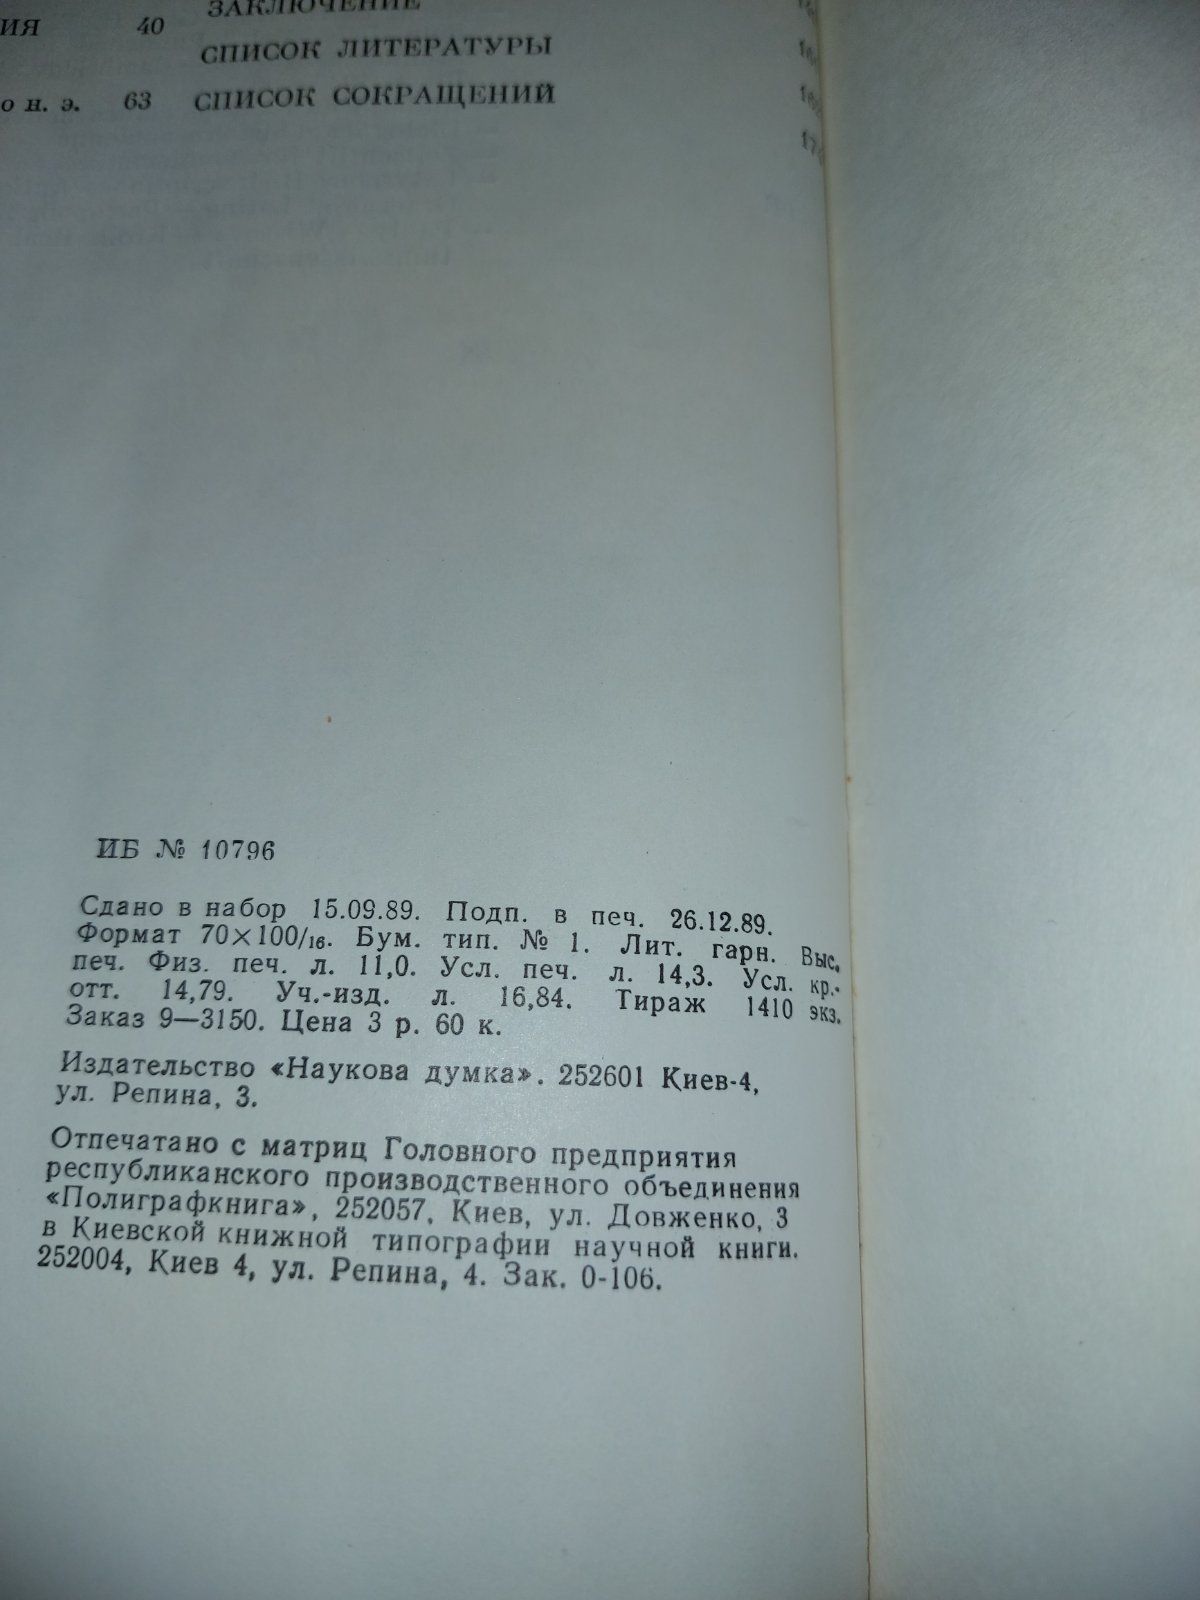 ИЯ 40
ЗАКЛЮЧЕНИЕ
СПИСОК ЛИТЕРАТУРЫ
о н. э. 63 СПИСОК СОКРАЩЕНИЙ
ИБ № 10796
Сдано в набор 15.09.89. Подп. в печ. 26.12.89.
Формат 70×100/16. Бум. тип. № 1. Лит. гарн. Выс.
печ. Физ. печ. л. 11,0. Усл. печ. л. 14,3. Усл. кр.-
отт. 14,79. Уч.-изд. л. 16,84. Тираж 1410 экз.
Заказ 9—3150. Цена 3 р. 60 к.
Издательство «Наукова думка». 252601 Киев-4,
ул. Репина, 3.
Отпечатано с матриц Головного предприятия
республиканского производственного объединения
«Полиграфкнига», 252057, Киев, ул. Довженко, 3
в Киевской книжной типографии научной книги.
252004, Киев 4, ул. Репина, 4. Зак. 0-106.